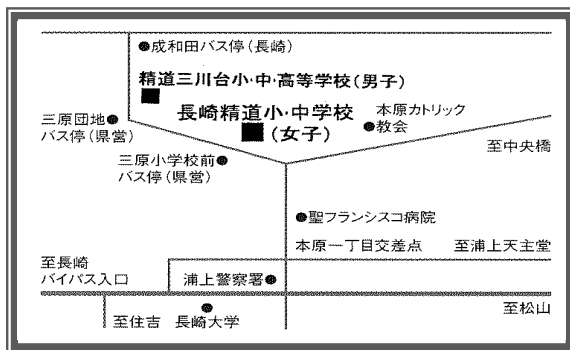 成和田バス停(長崎)
精道三川台小・中・高等学校(男子)
長崎精道小・中学校
(女子)
本原カトリック
教会
三原団地
バス停(県営)
至中央橋
三原小学校前
バス停(県営)
聖フランシスコ病院
本原一丁目交差点
至浦上天主堂
至長崎
バイパス入口
浦上警察署
至松山
至住吉
長崎大学